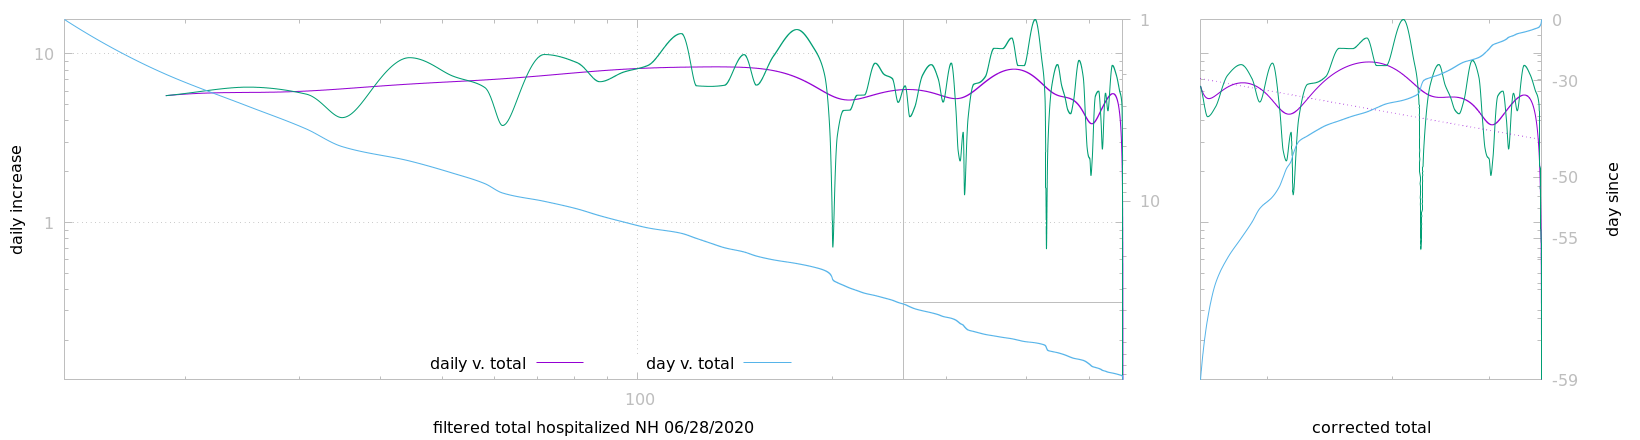 1
0
10
-30
daily increase
10
-50
day since
1
-55
daily v. total
day v. total
-59
100
filtered total hospitalized NH 06/28/2020
corrected total